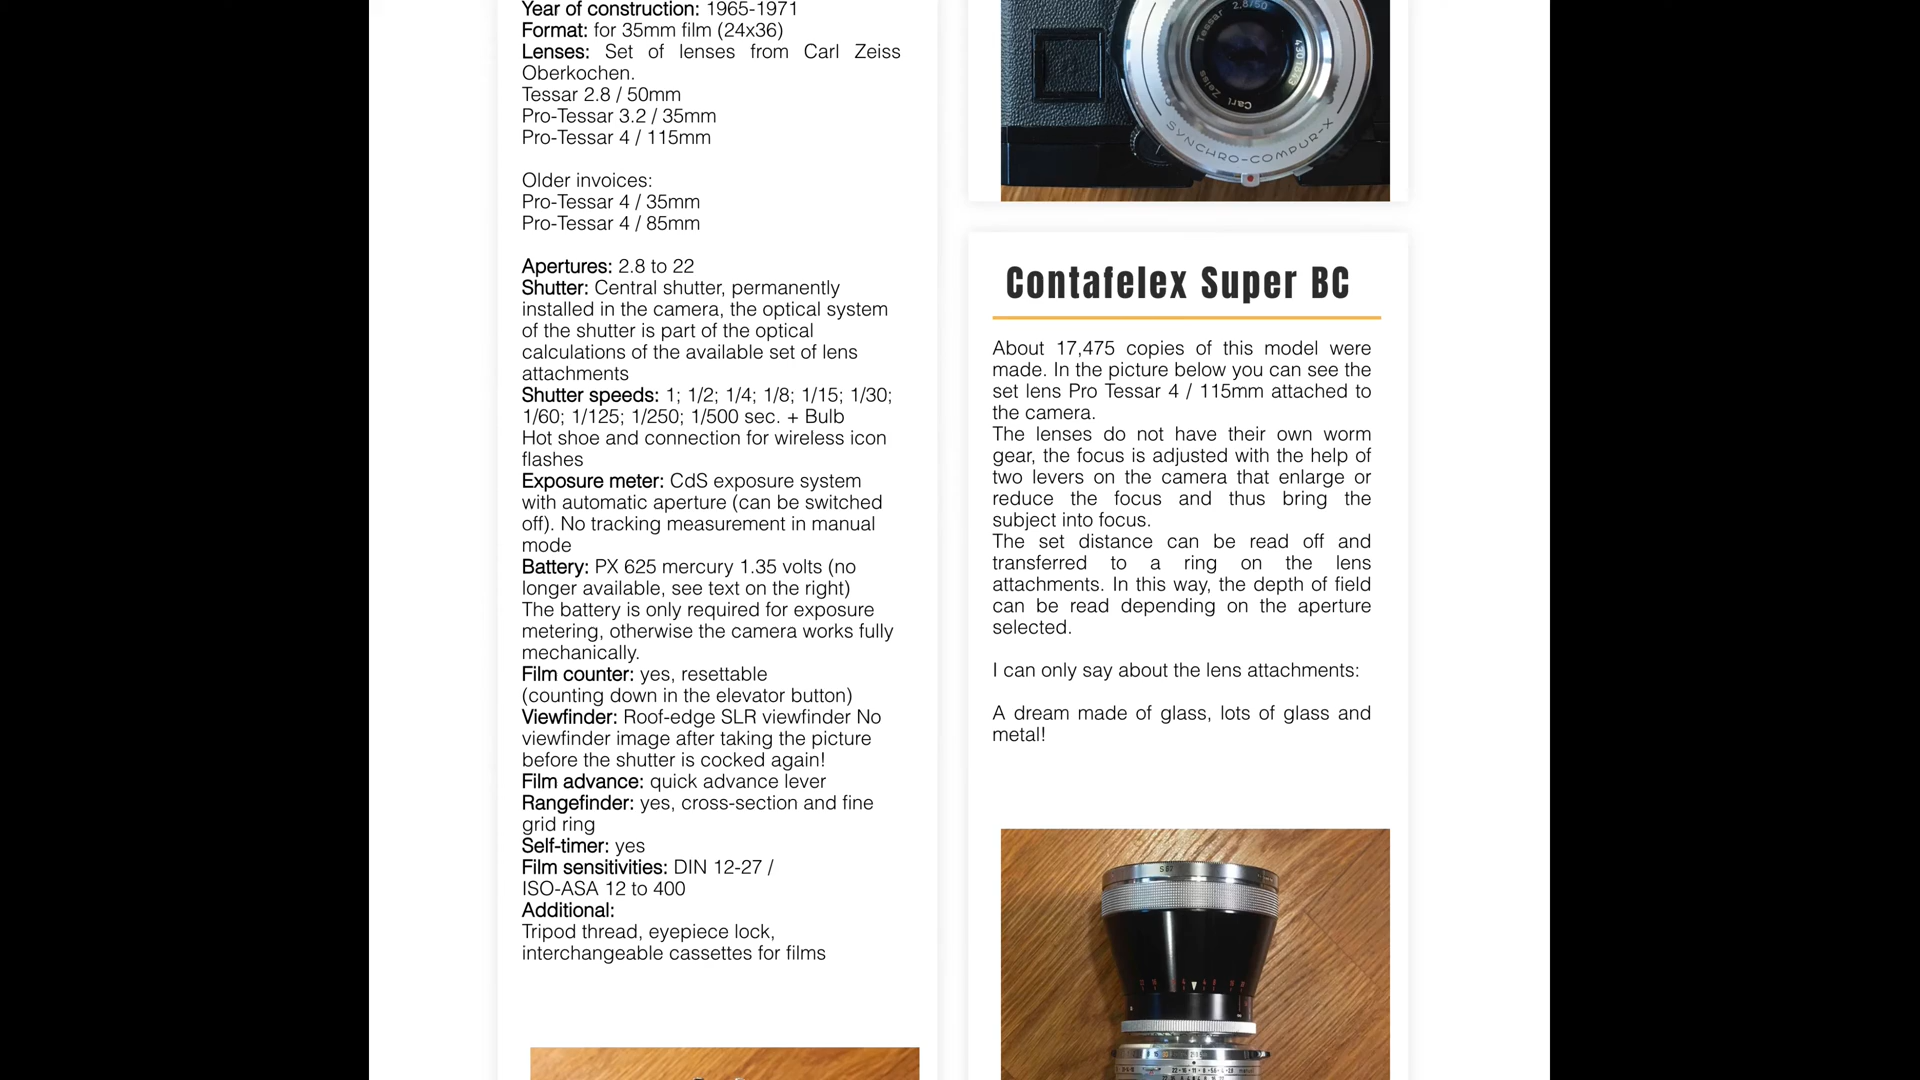 Year of construction: 1965-1971
Format: for 35mm film (24x36)
Lenses: Set of lenses from Carl Zeiss
Oberkochen.
Tessar 2.8 / 50mm
Pro-Tessar 3.2 / 35mm
Pro-Tessar 4 / 115mm
Older invoices:
Pro-Tessar 4 / 35mm
Pro-Tessar 4 / 85mm
Apertures: 2.8 to 22
Shutter: Central shutter, permanently
installed in the camera, the optical system
of the shutter is part of the optical
calculations of the available set of lens
attachments
Shutter speeds: 1; 1/2; 1/4; 1/8; 1/15; 1/30;
1/60; 1/125; 1/250; 1/500 sec. + Bulb
Hot shoe and connection for wireless icon
flashes
Exposure meter: CdS exposure system
with automatic aperture (can be switched
off). No tracking measurement in manual
mode
Battery: PX 625 mercury 1.35 volts (no
longer available, see text on the right)
The battery is only required for exposure
metering, otherwise the camera works fully
mechanically.
Film counter: yes, resettable
(counting down in the elevator button)
Viewfinder: Roof-edge SLR viewfinder No
viewfinder image after taking the picture
before the shutter is cocked again!
Film advance: quick advance lever
Rangefinder: yes, cross-section and fine
grid ring
Self-timer: yes
Film sensitivities: DIN 12-27 /
ISO-ASA 12 to 400
Additional:
Tripod thread, eyepiece lock,
interchangeable cassettes for films
Tessar 2,8/50
Carl Zeiss
SYNCHRO-COMPUR-X
Contafelex Super BC
About 17,475 copies of this model were
made. In the picture below you can see the
set lens Pro Tessar 4 / 115mm attached to
the camera.
The lenses do not have their own worm
gear, the focus is adjusted with the help of
two levers on the camera that enlarge or
reduce the focus and thus bring the
subject into focus.
The set distance can be read off and
transferred to a ring on the lens
attachments. In this way, the depth of field
can be read depending on the aperture
selected.
I can only say about the lens attachments:
A dream made of glass, lots of glass and
metal!